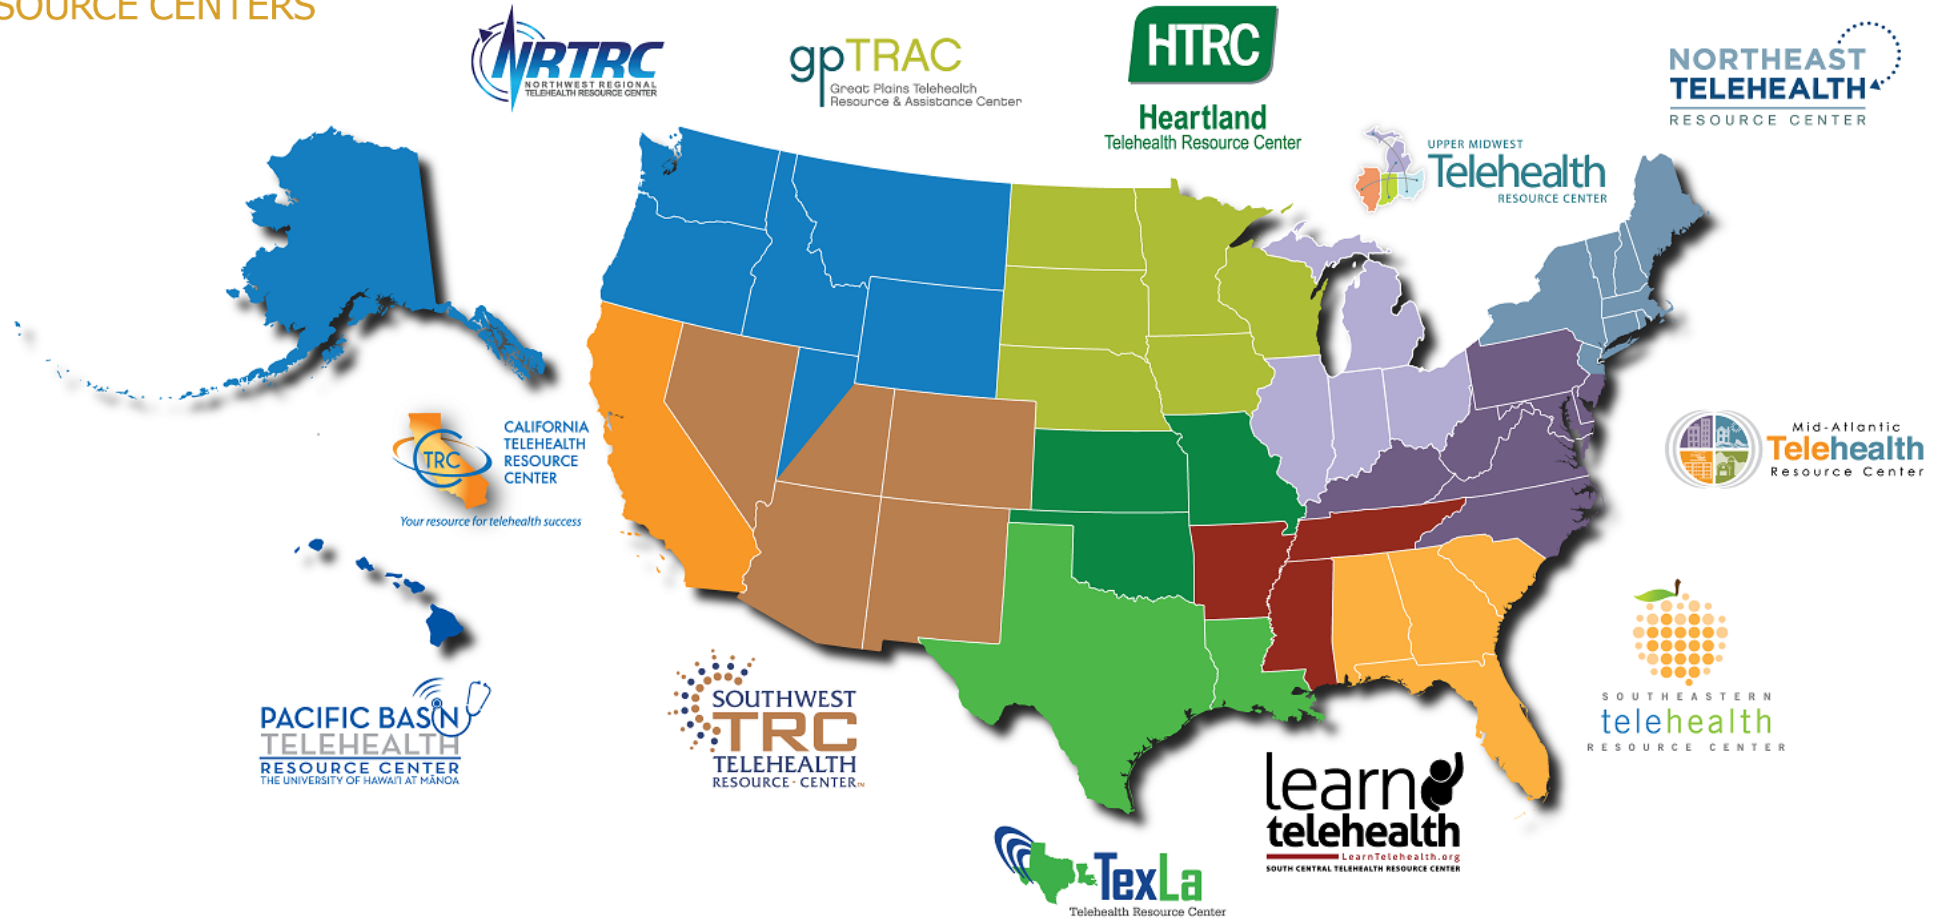 SOURCE CENTERS
NRTRC
NORTHWEST REGIONAL
TELEHEALTH RESOURCE CENTER
gpTRAC
Great Plains Telehealth
Resource & Assistance Center
HTRC
Heartland
Telehealth Resource Center
UPPER MIDWEST
Telehealth
RESOURCE CENTER
NORTHEAST
TELEHEALTH
RESOURCE CENTER
TRC
CALIFORNIA
TELEHEALTH
RESOURCE
CENTER
Your resource for telehealth success
Mid-Atlantic
Telehealth
Resource Center
PACIFIC BASIN
TELEHEALTH
RESOURCE CENTER
THE UNIVERSITY OF HAWAI'I AT MĀNOA
SOUTHWEST
TRC
TELEHEALTH
RESOURCE · CENTER™
SOUTHEASTERN
telehealth
RESOURCE CENTER
learn
telehealth
LearnTelehealth.org
SOUTH CENTRAL TELEHEALTH RESOURCE CENTER
TexLa
Telehealth Resource Center